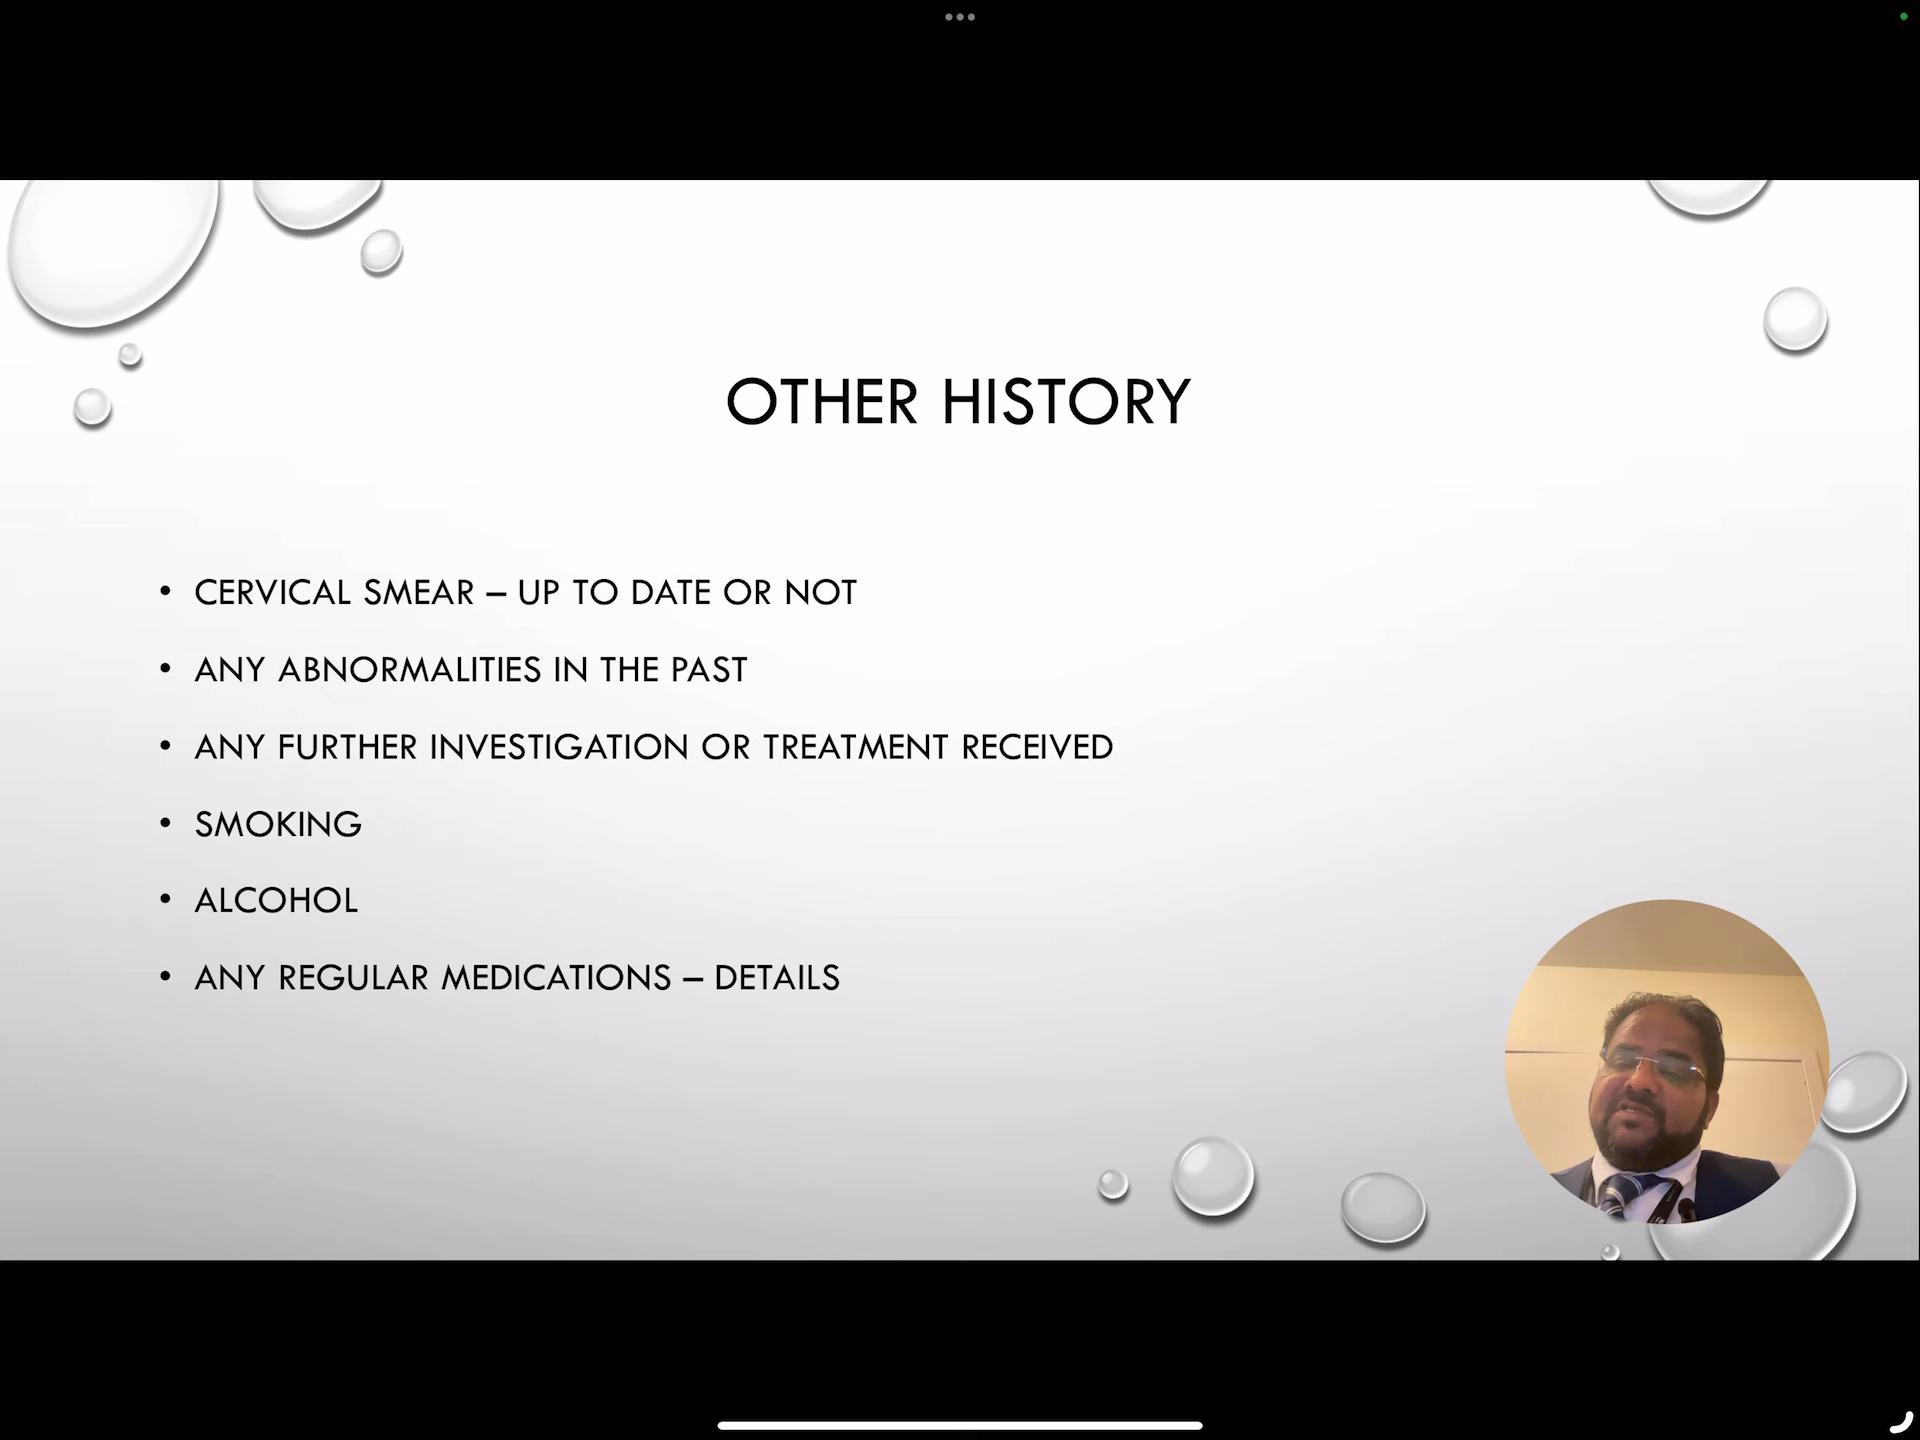 OTHER HISTORY
• CERVICAL SMEAR – UP TO DATE OR NOT
• ANY ABNORMALITIES IN THE PAST
• ANY FURTHER INVESTIGATION OR TREATMENT RECEIVED
• SMOKING
• ALCOHOL
• ANY REGULAR MEDICATIONS – DETAILS